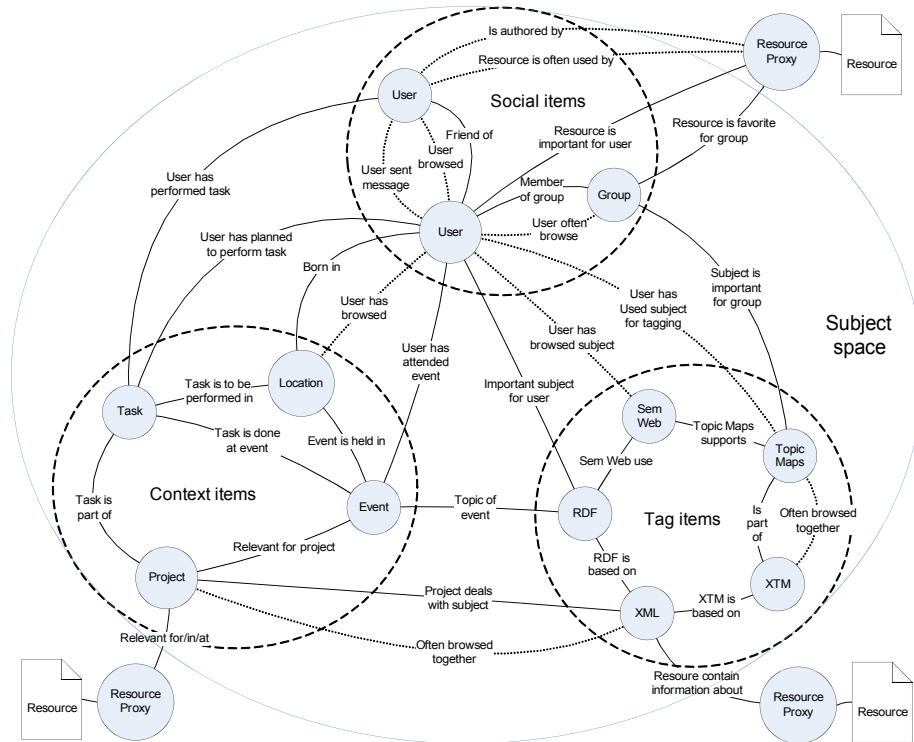 Is authored by
Resource is often used by
Resource
Proxy
Resource
User
Social items
Friend of
User
browsed
User sent
message
Resource is
important for user
Resource is favorite
for group
Member
of group
Group
User often
browse
User
User has
performed task
User has planned
to perform task
Born in
User has
browsed
User has
attended
event
User has
browsed subject
User has
Used subject
for tagging
Subject is
important
for group
Subject
space
Important subject
for user
Task
Task is to be
performed in
Location
Task is done
at event
Event is held in
Context items
Event
Task is
part of
Relevant for project
Project
Topic of
event
Sem
Web
Topic Maps
supports
Topic
Maps
Sem Web use
RDF
Tag items
Is
part
of
Often browsed
together
RDF is
based on
XTM
XTM is
based on
XML
Project deals
with subject
Often browsed
together
Relevant for/in/at
Resource
Resource
Proxy
Resoure contain
information about
Resource
Proxy
Resource